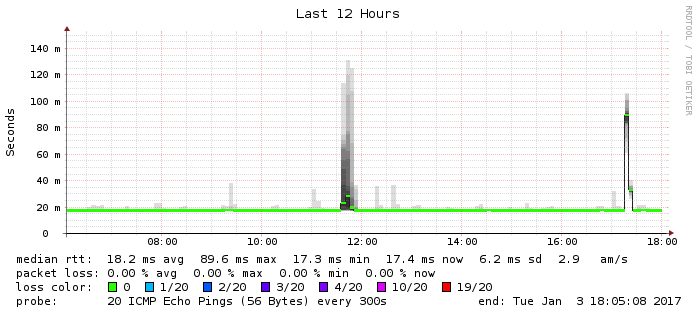 Last 12 Hours
RRDTOOL / TOBI OETIKER
Seconds
140 m
120 m
100 m
80 m
60 m
40 m
20 m
0
08:00 10:00 12:00 14:00 16:00 18:00
median rtt: 18.2 ms avg 89.6 ms max 17.3 ms min 17.4 ms now 6.2 ms sd 2.9 am/s
packet loss: 0.00 % avg 0.00 % max 0.00 % min 0.00 % now
loss color: 0 1/20 2/20 3/20 4/20 10/20 19/20
probe: 20 ICMP Echo Pings (56 Bytes) every 300s end: Tue Jan 3 18:05:08 2017